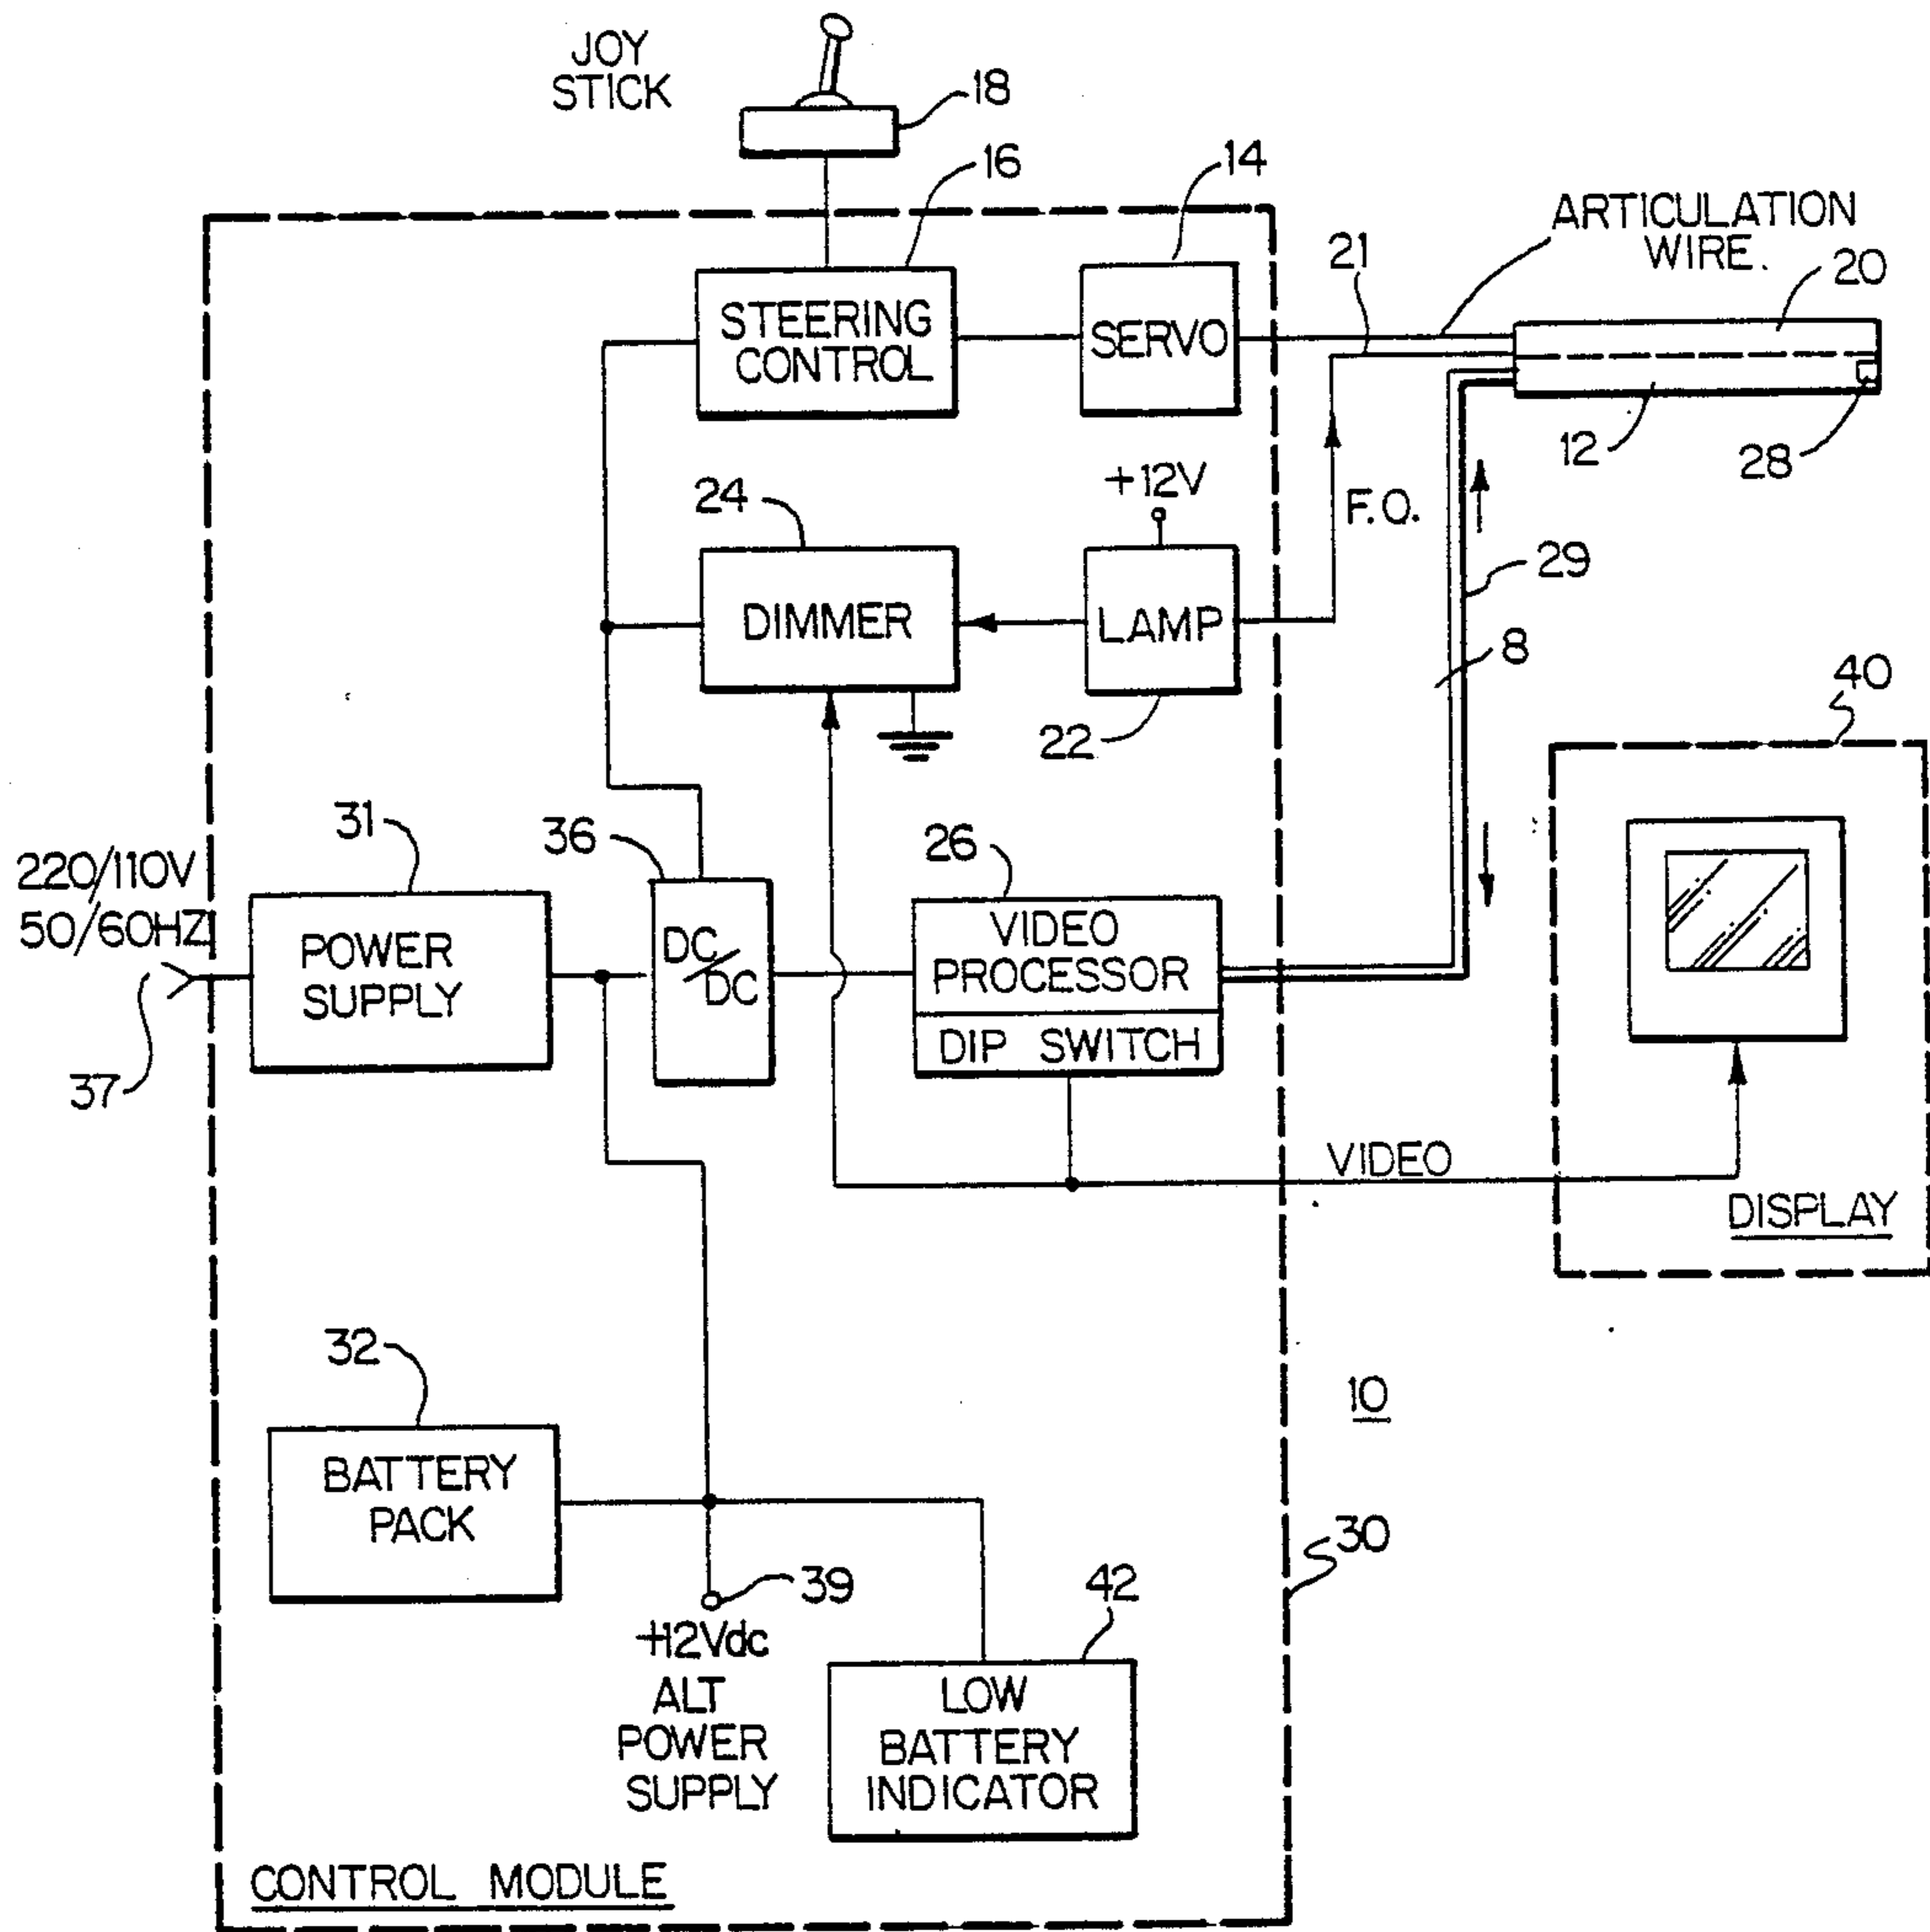 JOY
STICK
18
16
14
ARTICULATION
WIRE.
21
20
STEERING
CONTROL
SERVO
12
28
24
+12V
F.O.
29
DIMMER
LAMP
8
22
40
31
36
26
220/110V
50/60HZ
POWER
SUPPLY
DC/DC
VIDEO
PROCESSOR
DIP SWITCH
37
VIDEO
DISPLAY
32
10
BATTERY
PACK
30
39
42
+12Vdc
ALT
POWER
SUPPLY
LOW
BATTERY
INDICATOR
CONTROL MODULE